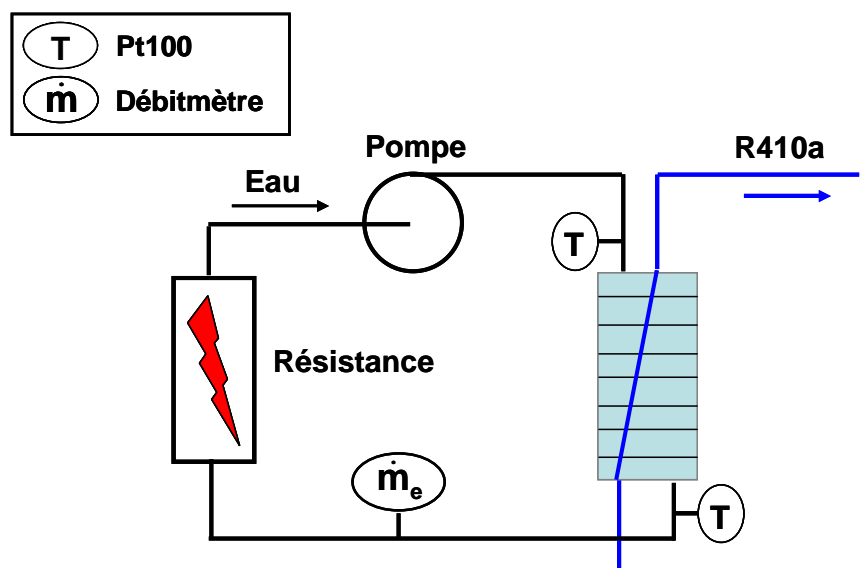 T Pt100
ṁ Débitmètre
Pompe
R410a
Eau
T
Résistance
ṁe
T